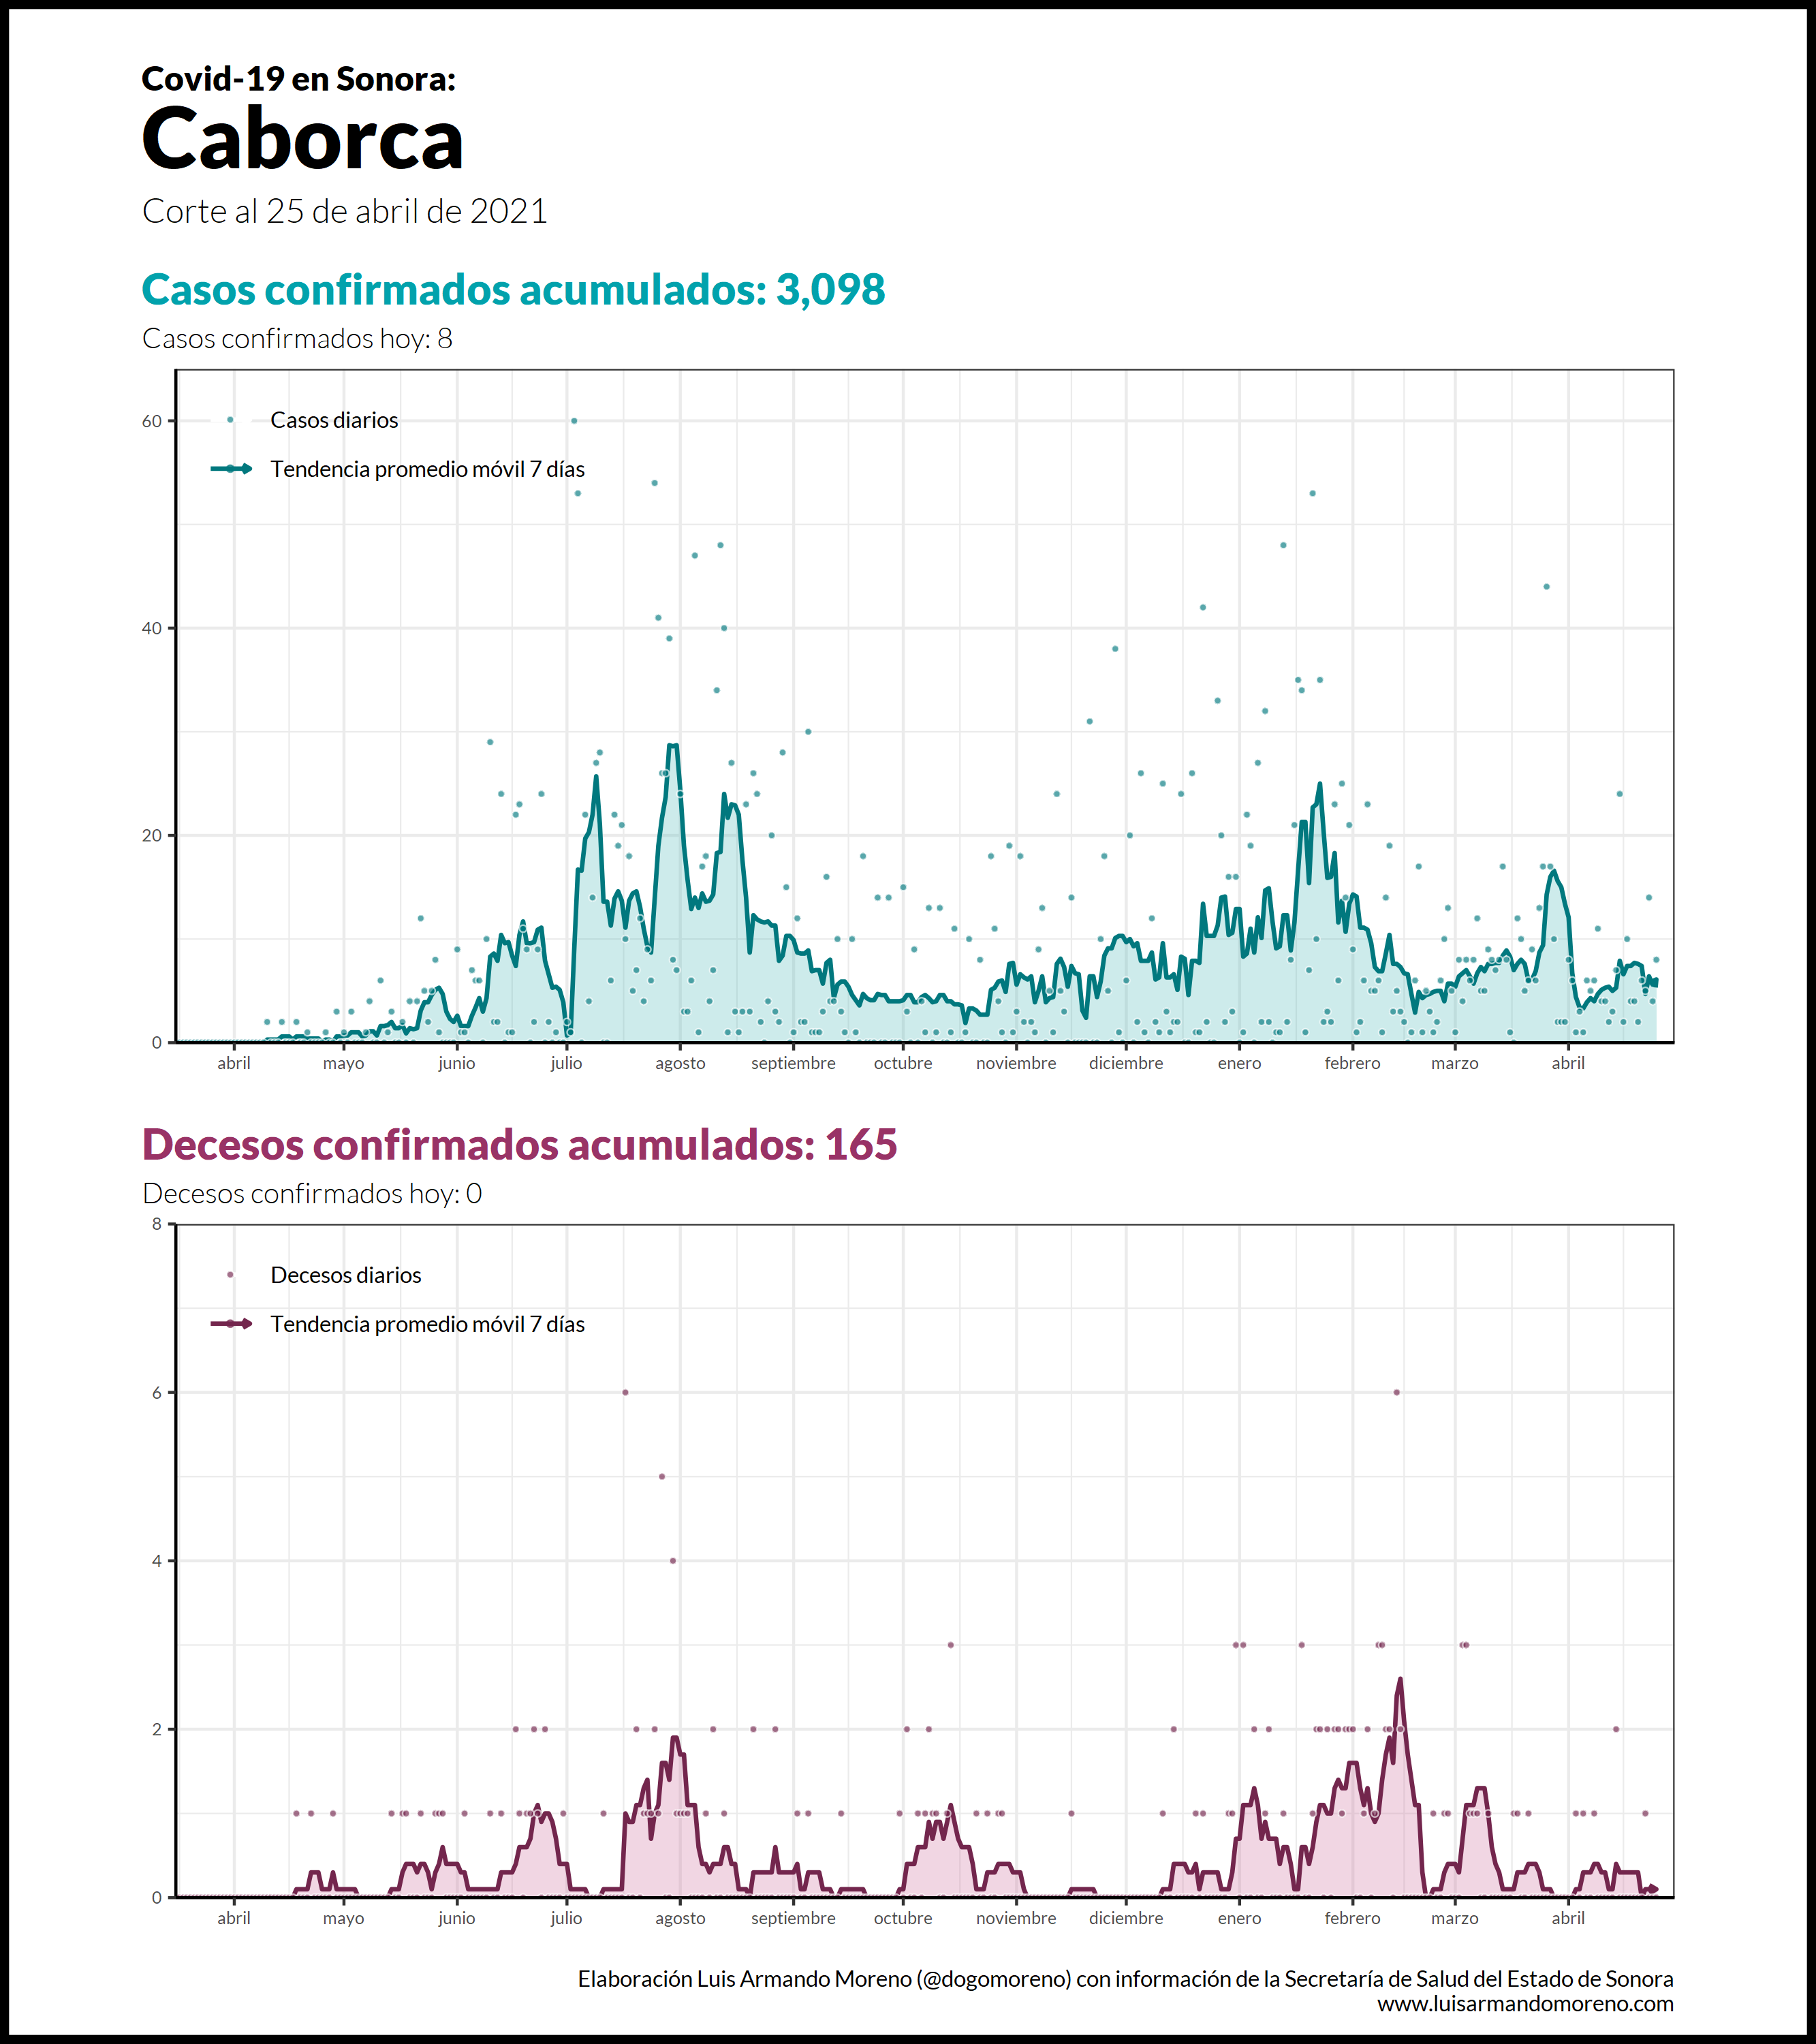 Covid-19 en Sonora:
Caborca
Corte al 25 de abril de 2021
Casos confirmados acumulados: 3,098
Casos confirmados hoy: 8
60
40
20
0
Casos diarios
Tendencia promedio móvil 7 días
abril mayo junio julio agosto septiembre octubre noviembre diciembre enero febrero marzo abril
Decesos confirmados acumulados: 165
Decesos confirmados hoy: 0
8
6
4
2
0
Decesos diarios
Tendencia promedio móvil 7 días
abril mayo junio julio agosto septiembre octubre noviembre diciembre enero febrero marzo abril
Elaboración Luis Armando Moreno (@dogomoreno) con información de la Secretaría de Salud del Estado de Sonora
www.luisarmandomoreno.com